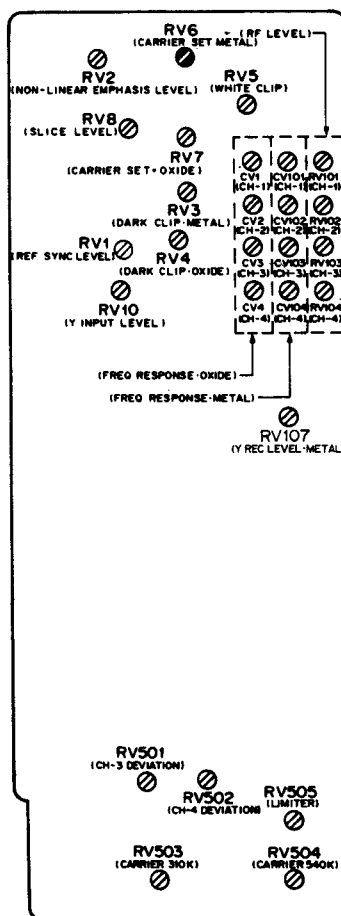 RV6
(CARRIER SET METAL)
(RF LEVEL)
RV2
(NON-LINEAR EMPHASIS LEVEL)
RV5
(WHITE CLIP)
RV8
(SLICE LEVEL)
RV7
(CARRIER SET-OXIDE)
CV1 CV101 RV101
(CH-1) (CH-1) (CH-1)
RV3
(DARK CLIP-METAL)
CV2 CV102 RV102
(CH-2) (CH-2) (CH-2)
RV1
(REF SYNC LEVEL)
RV4
(DARK CLIP-OXIDE)
CV3 CV103 RV103
(CH-3) (CH-3) (CH-3)
RV10
(Y INPUT LEVEL)
CV4 CV104 RV104
(CH-4) (CH-4) (CH-4)
(FREQ RESPONSE-OXIDE)
(FREQ RESPONSE-METAL)
RV107
(Y REC LEVEL-METAL
RV501
(CH-3 DEVIATION)
RV502
(CH-4 DEVIATION)
RV505
(LIMITER)
RV503
(CARRIER 310K)
RV504
(CARRIER 540K)